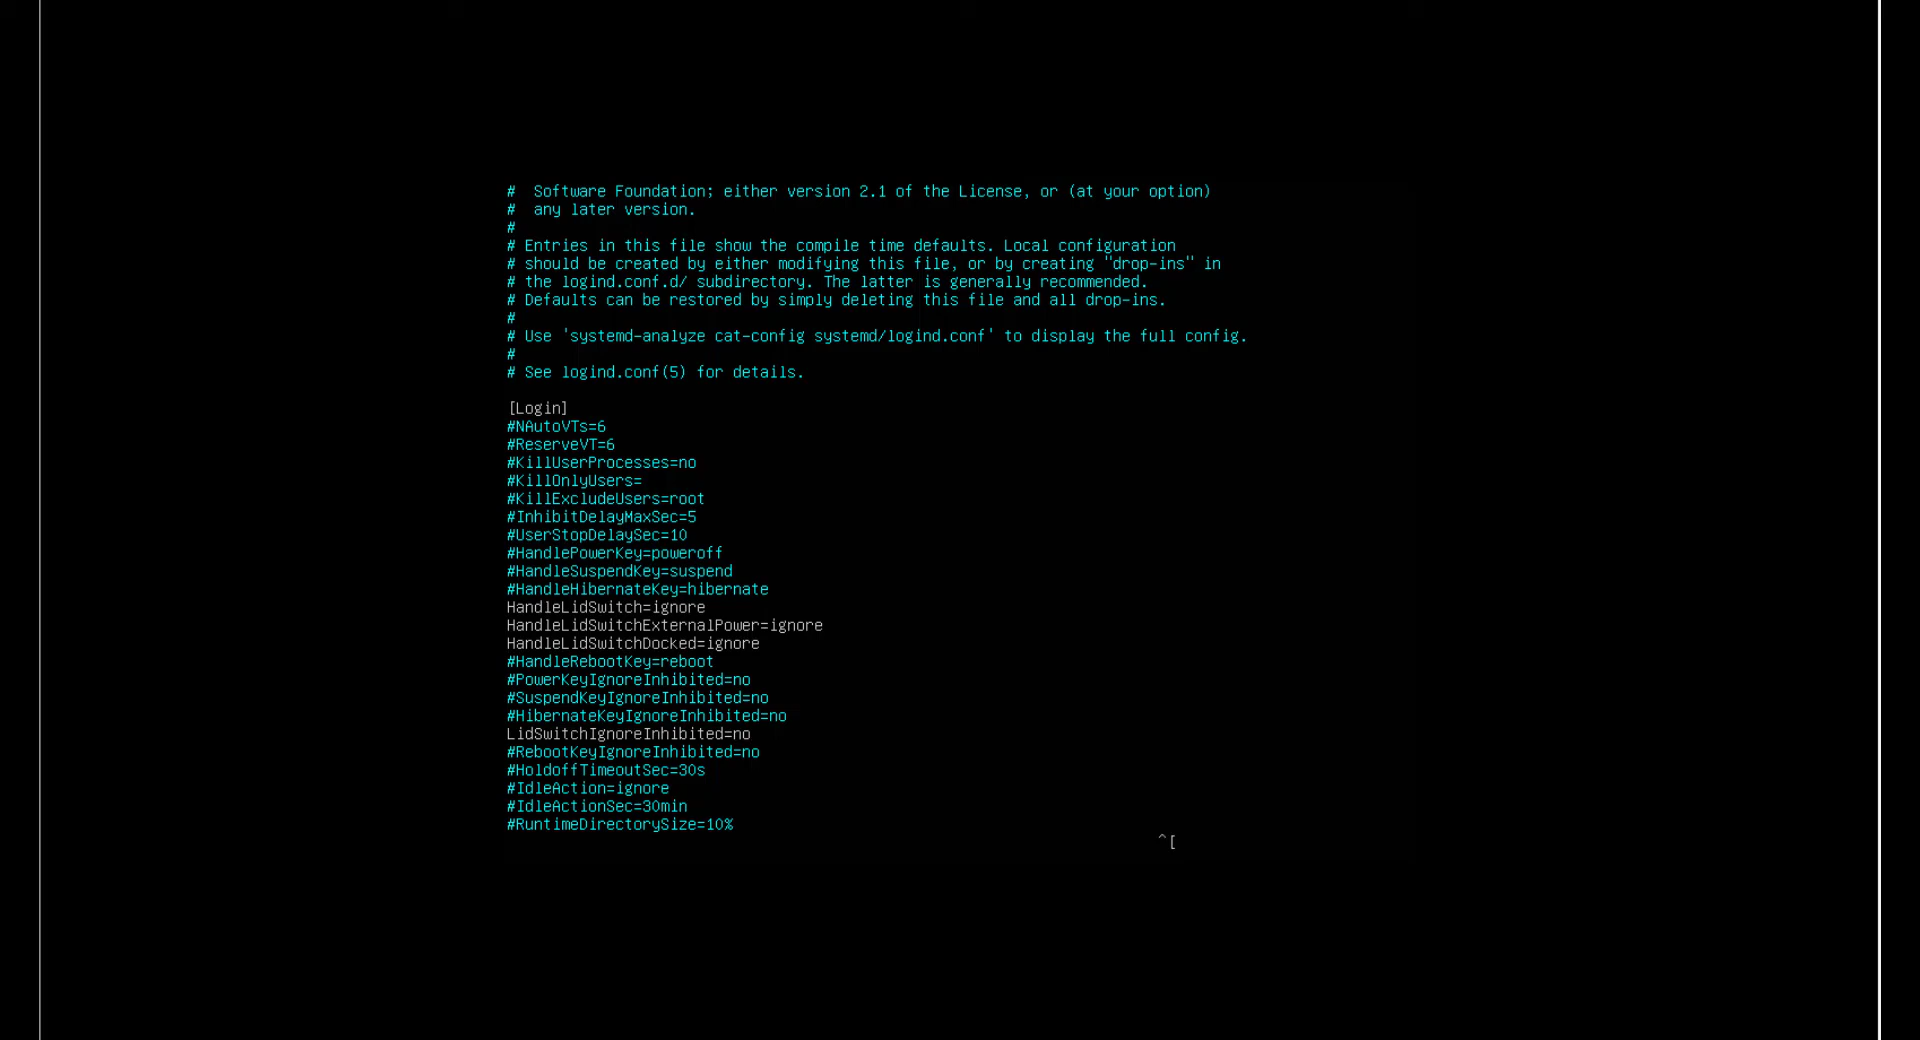 #  Software Foundation; either version 2.1 of the License, or (at your option)
#  any later version.
#
# Entries in this file show the compile time defaults. Local configuration
# should be created by either modifying this file, or by creating "drop-ins" in
# the logind.conf.d/ subdirectory. The latter is generally recommended.
# Defaults can be restored by simply deleting this file and all drop-ins.
#
# Use 'systemd-analyze cat-config systemd/logind.conf' to display the full config.
#
# See logind.conf(5) for details.
[Login]
#NAutoVTs=6
#ReserveVT=6
#KillUserProcesses=no
#KillOnlyUsers=
#KillExcludeUsers=root
#InhibitDelayMaxSec=5
#UserStopDelaySec=10
#HandlePowerKey=poweroff
#HandleSuspendKey=suspend
#HandleHibernateKey=hibernate
HandleLidSwitch=ignore
HandleLidSwitchExternalPower=ignore
HandleLidSwitchDocked=ignore
#HandleRebootKey=reboot
#PowerKeyIgnoreInhibited=no
#SuspendKeyIgnoreInhibited=no
#HibernateKeyIgnoreInhibited=no
LidSwitchIgnoreInhibited=no
#RebootKeyIgnoreInhibited=no
#HoldoffTimeoutSec=30s
#IdleAction=ignore
#IdleActionSec=30min
#RuntimeDirectorySize=10%
^[